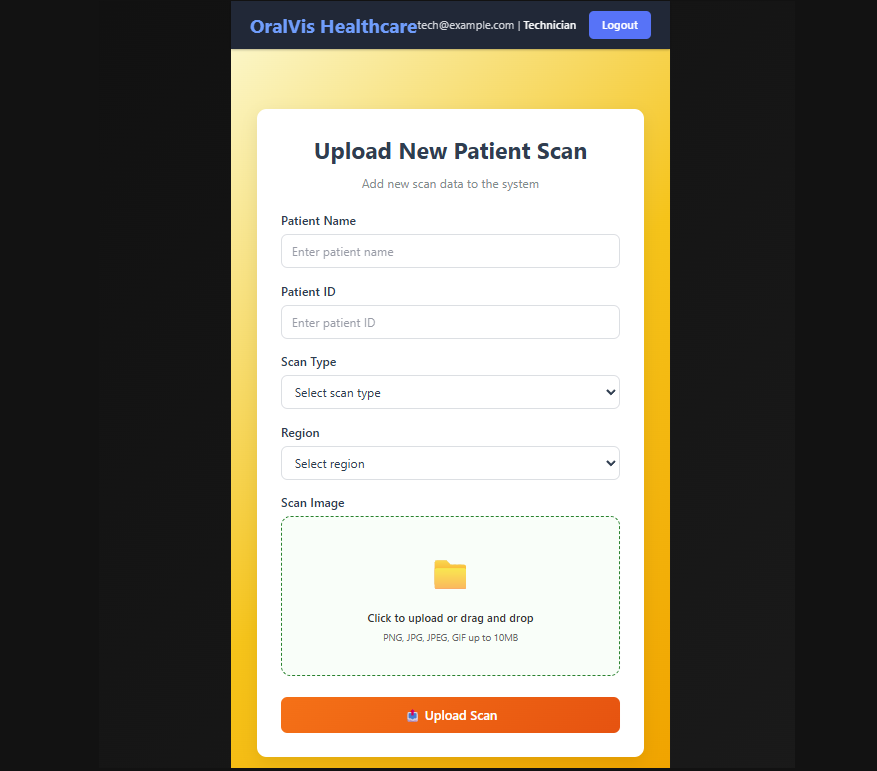 OralVis Healthcare tech@example.com | Technician Logout
Upload New Patient Scan
Add new scan data to the system
Patient Name
Enter patient name
Patient ID
Enter patient ID
Scan Type
Select scan type
Region
Select region
Scan Image
Click to upload or drag and drop
PNG, JPG, JPEG, GIF up to 10MB
Upload Scan